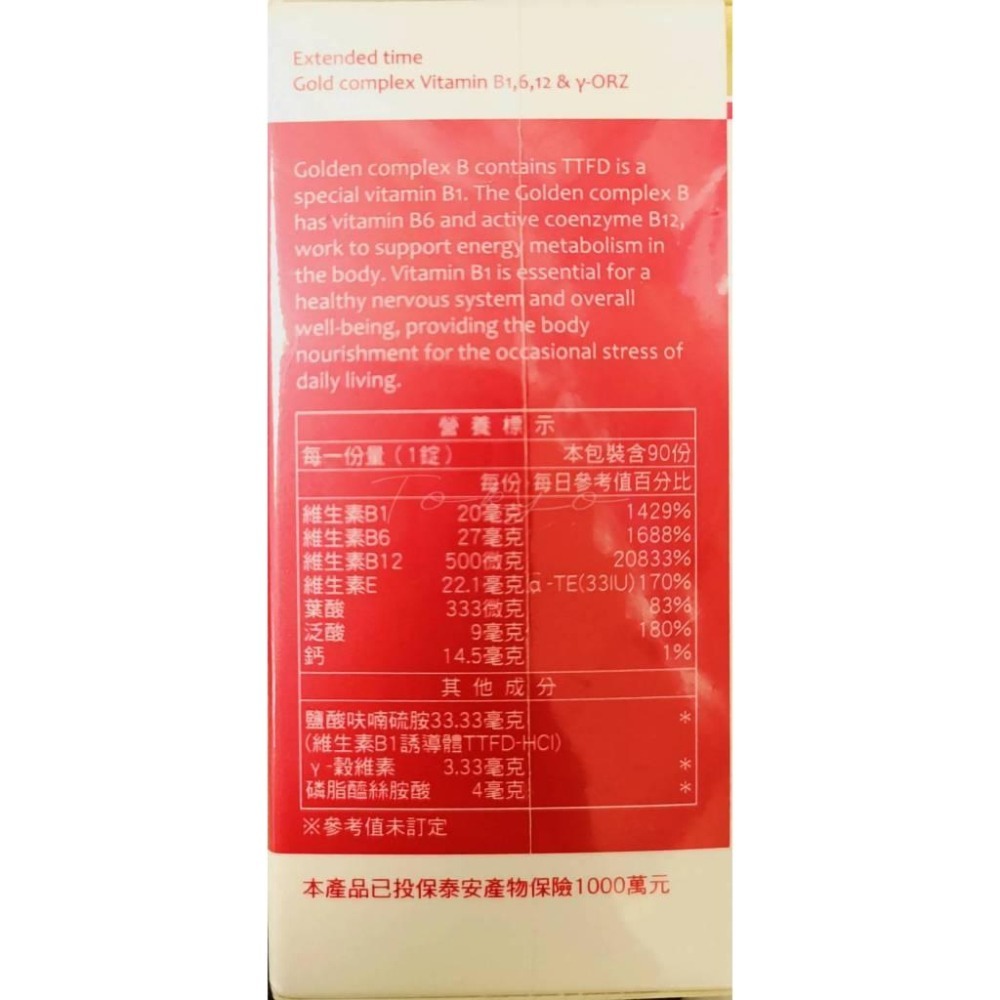 Extended time
Gold complex Vitamin B1,6,12 & γ-ORZ
Golden complex B contains TTFD is a
special vitamin B1. The Golden complex B
has vitamin B6 and active coenzyme B12,
work to support energy metabolism in
the body. Vitamin B1 is essential for a
healthy nervous system and overall
well-being, providing the body
nourishment for the occasional stress of
daily living.
營養標示
每一份量(1錠) 本包裝含90份
每份 每日參考值百分比
維生素B1 20毫克 1429%
維生素B6 27毫克 1688%
維生素B12 500微克 20833%
維生素E 22.1毫克 α-TE(33IU)170%
葉酸 333微克 83%
泛酸 9毫克 180%
鈣 14.5毫克 1%
其他成分
鹽酸呋喃硫胺33.33毫克 *
(維生素B1誘導體TTFD-HCl)
γ-穀維素 3.33毫克 *
磷脂醯絲胺酸 4毫克 *
※參考值未訂定
本產品已投保泰安產物保險1000萬元
Tokyo